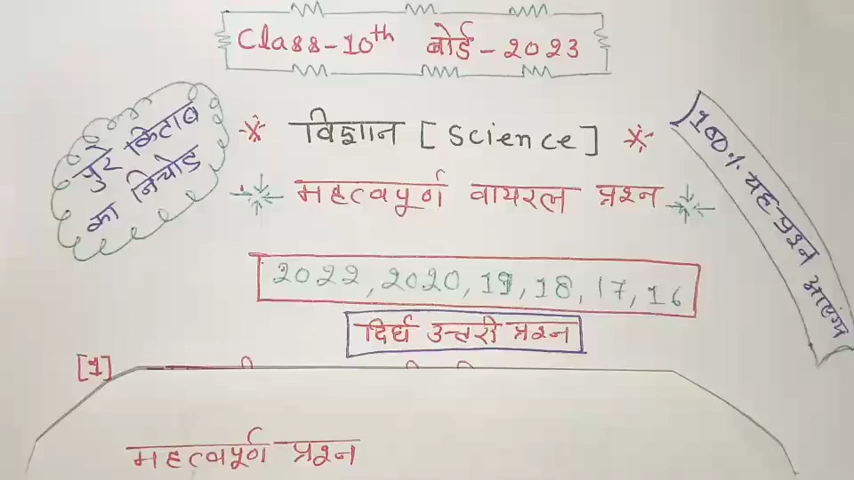 Class-10th बोर्ड-2023
पुरे किताब
का निचोड
विज्ञान [Science]
100% यह प्रश्न आएंगे
महत्वपूर्ण वायरल प्रश्न
2022, 2020, 19, 18, 17, 16
दिर्घ उत्तरी प्रश्न
[1]
महत्वपूर्ण प्रश्न